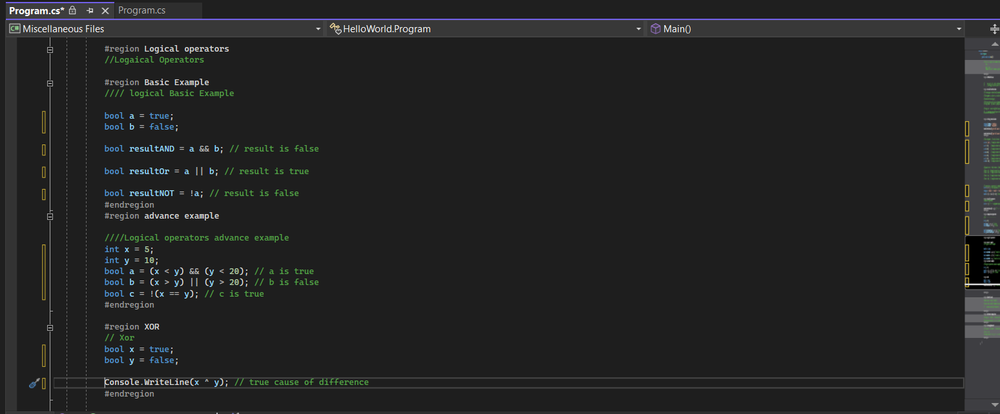 Program.cs*
Program.cs
C# Miscellaneous Files
HelloWorld.Program
Main()
#region Logical operators
//Logaical Operators
#region Basic Example
//// logical Basic Example
bool a = true;
bool b = false;
bool resultAND = a && b; // result is false
bool resultOr = a || b; // result is true
bool resultNOT = !a; // result is false
#endregion
#region advance example
////Logical operators advance example
int x = 5;
int y = 10;
bool a = (x < y) && (y < 20); // a is true
bool b = (x > y) || (y > 20); // b is false
bool c = !(x == y); // c is true
#endregion
#region XOR
// Xor
bool x = true;
bool y = false;
Console.WriteLine(x ^ y); // true cause of difference
#endregion